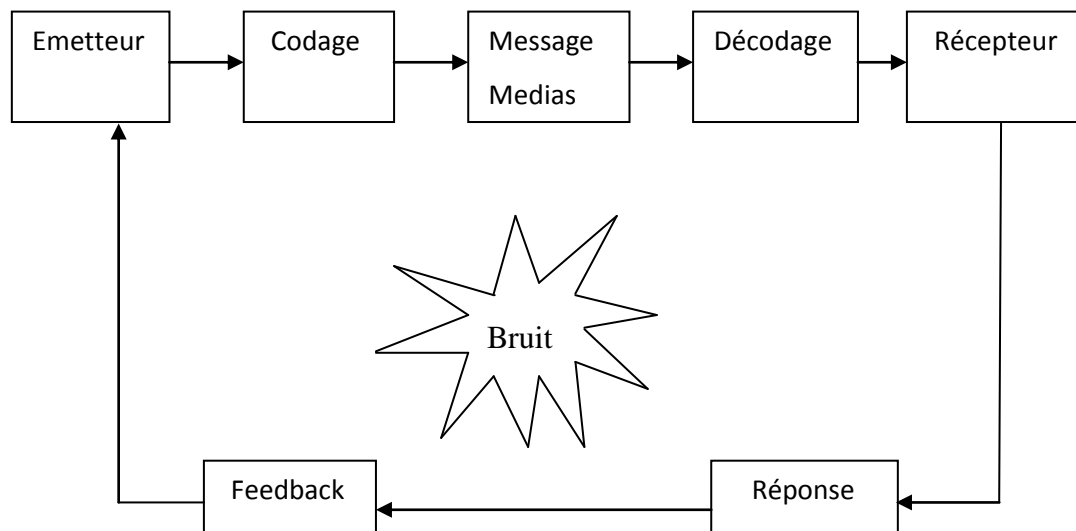 Emetteur
Codage
Message
Medias
Décodage
Récepteur
Bruit
Feedback
Réponse